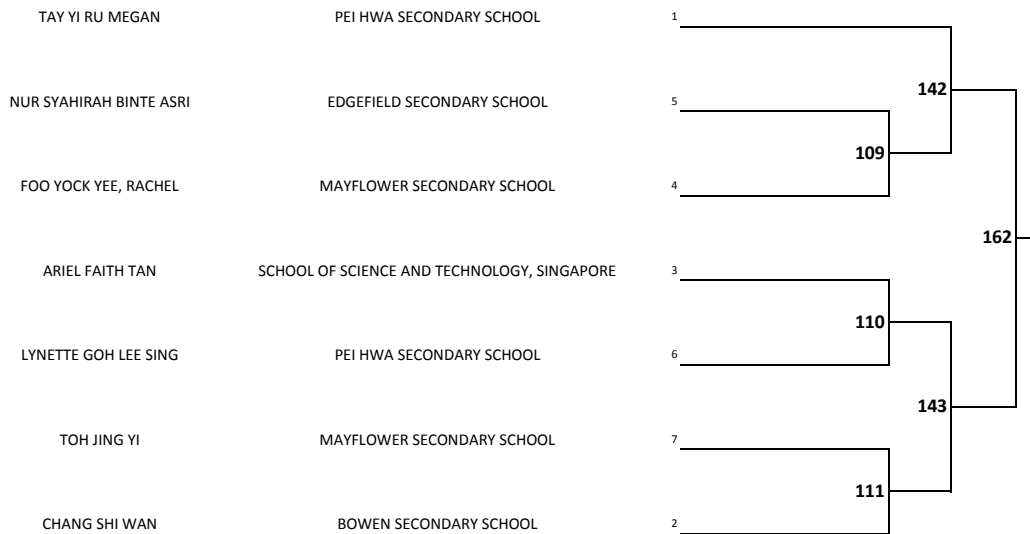 TAY YI RU MEGAN PEI HWA SECONDARY SCHOOL 1
142
NUR SYAHIRAH BINTE ASRI EDGEFIELD SECONDARY SCHOOL 5
109
FOO YOCK YEE, RACHEL MAYFLOWER SECONDARY SCHOOL 4
162
ARIEL FAITH TAN SCHOOL OF SCIENCE AND TECHNOLOGY, SINGAPORE 3
110
LYNETTE GOH LEE SING PEI HWA SECONDARY SCHOOL 6
143
TOH JING YI MAYFLOWER SECONDARY SCHOOL 7
111
CHANG SHI WAN BOWEN SECONDARY SCHOOL 2